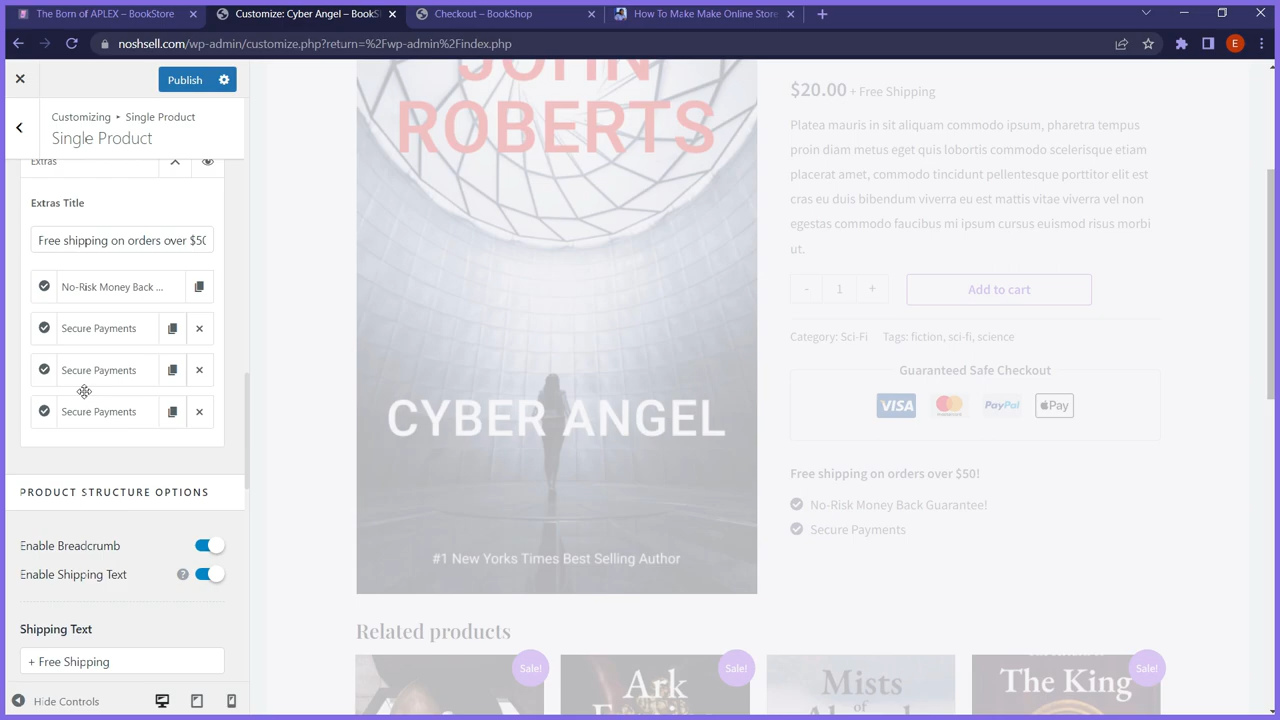 The Born of APLEX – BookStore
Customize: Cyber Angel – BookS
Checkout – BookShop
How To Make Make Online Store
noshsell.com/wp-admin/customize.php?return=%2Fwp-admin%2Findex.php
E
Publish
Customizing ▸ Single Product
Single Product
Extras
Extras Title
Free shipping on orders over $50
No-Risk Money Back ...
Secure Payments
Secure Payments
Secure Payments
PRODUCT STRUCTURE OPTIONS
Enable Breadcrumb
Enable Shipping Text
Shipping Text
+ Free Shipping
Hide Controls
JOHN
ROBERTS
CYBER ANGEL
#1 New Yorks Times Best Selling Author
$20.00 + Free Shipping
Platea mauris in sit aliquam commodo ipsum, pharetra tempus
proin diam metus eget quis lobortis commodo scelerisque etiam
placerat amet, commodo tincidunt pellentesque porttitor elit est
cras eu duis bibendum viverra eu est mattis vitae viverra vel non
egestas commodo faucibus mi ipsum cursus euismod risus morbi
ut.
- 1 +
Add to cart
Category: Sci-Fi Tags: fiction, sci-fi, science
Guaranteed Safe Checkout
VISA
mastercard
PayPal
Pay
Free shipping on orders over $50!
No-Risk Money Back Guarantee!
Secure Payments
Related products
Sale!
Sale!
Sale!
Ark
Mists
of
The King